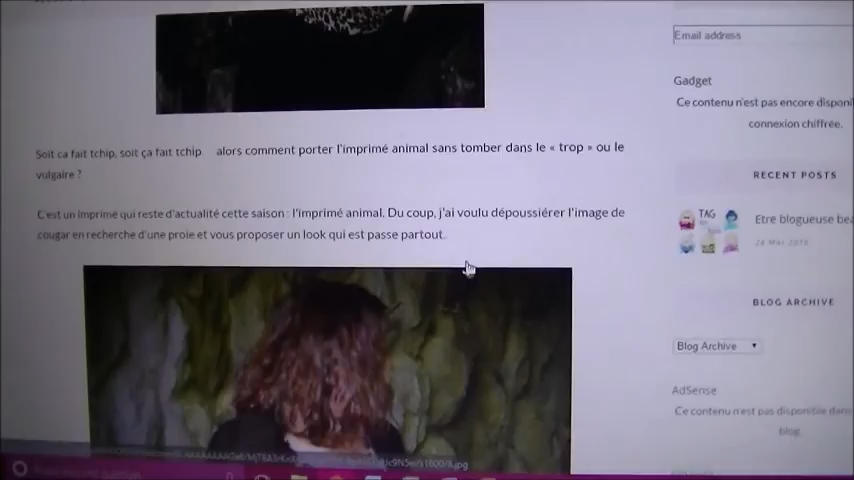 Soit ca fait tchip, soit ça fait tchip alors comment porter l'imprimé animal sans tomber dans le « trop » ou le
vulgaire ?
C'est un imprime qui reste d'actualité cette saison : l'imprimé animal. Du coup, j'ai voulu dépoussiérer l'image de
cougar en recherche d'une proie et vous proposer un look qui est passe partout.
Email address
Gadget
Ce contenu n'est pas encore disponi
connexion chiffrée.
RECENT POSTS
TAG
Etre blogueuse bea
BLOG ARCHIVE
Blog Archive
AdSense
Ce contenu n'est pas disponible dans
blog.